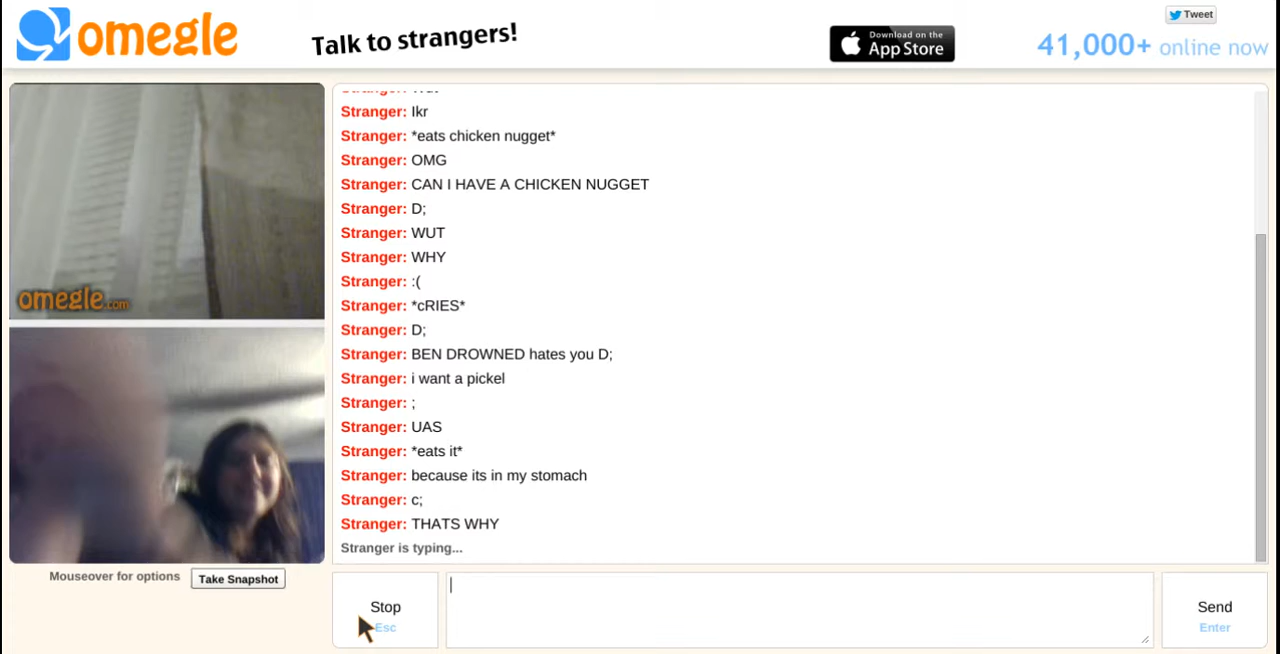 omegle
Talk to strangers!
Download on the
App Store
Tweet
41,000+ online now
Stranger: Ikr
Stranger: *eats chicken nugget*
Stranger: OMG
Stranger: CAN I HAVE A CHICKEN NUGGET
Stranger: D;
Stranger: WUT
Stranger: WHY
Stranger: :(
Stranger: *cRIES*
Stranger: D;
Stranger: BEN DROWNED hates you D;
Stranger: i want a pickel
Stranger: ;
Stranger: UAS
Stranger: *eats it*
Stranger: because its in my stomach
Stranger: c;
Stranger: THATS WHY
Stranger is typing...
omegle.com
Mouseover for options
Take Snapshot
Stop
Esc
Send
Enter